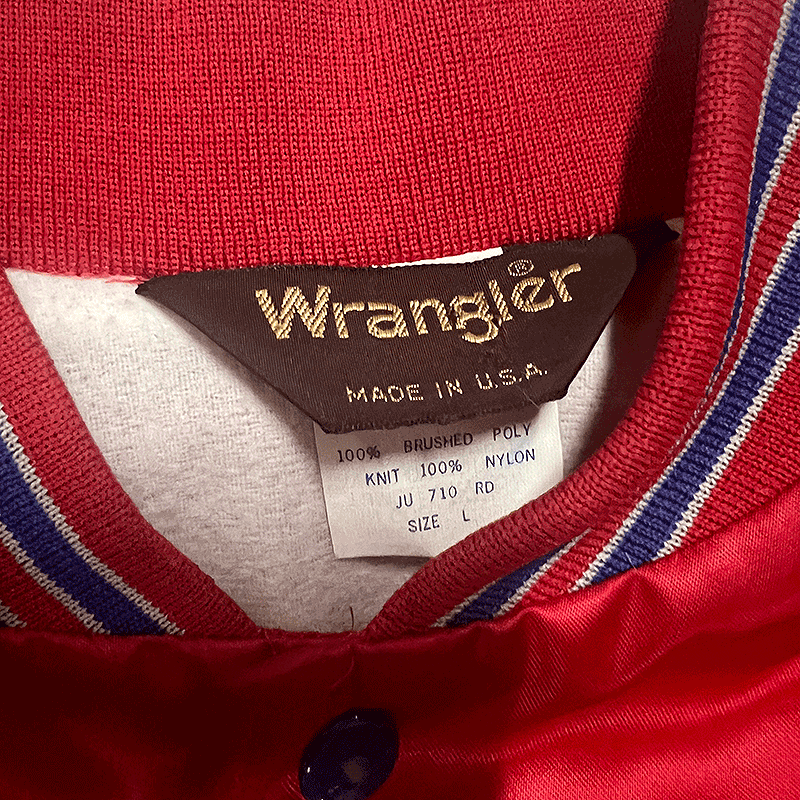 Wrangler®
MADE IN U.S.A.
100% BRUSHED POLY
KNIT 100% NYLON
JU 710 RD
SIZE L